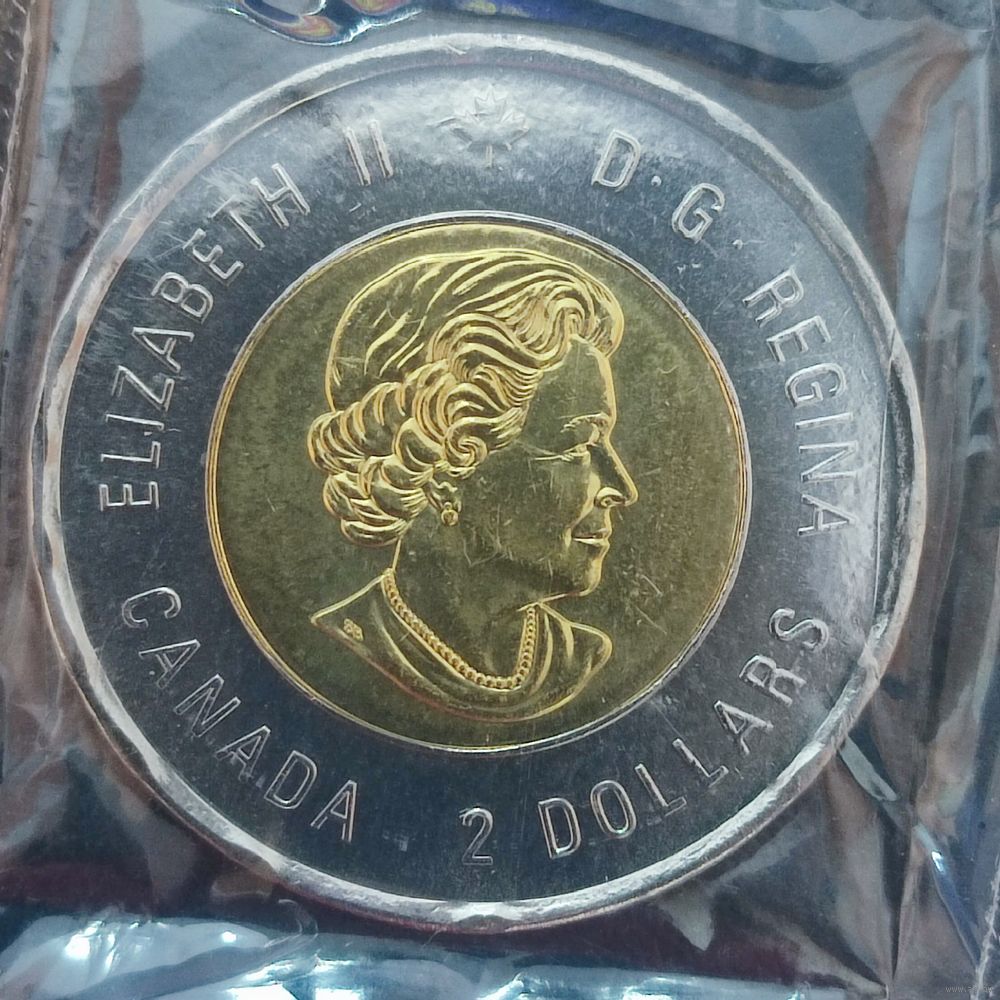 ELIZABETH II D·G·REGINA
CANADA 2 DOLLARS